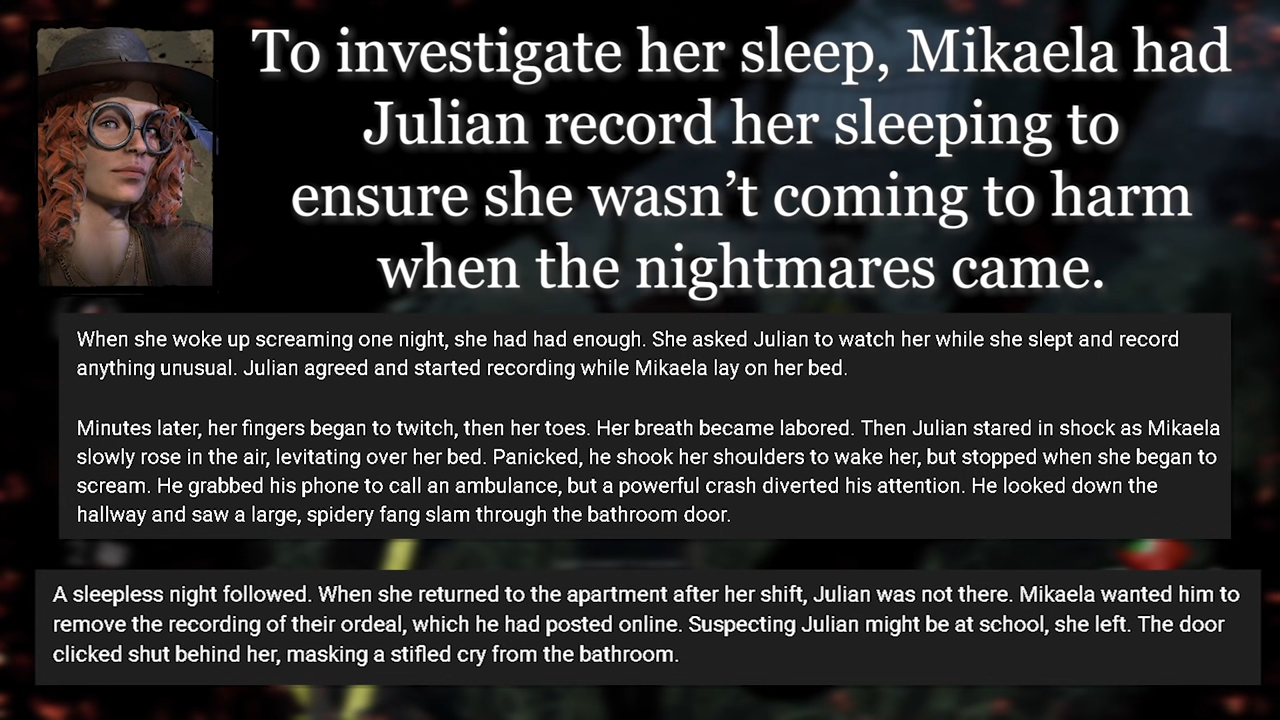 To investigate her sleep, Mikaela had
Julian record her sleeping to
ensure she wasn’t coming to harm
when the nightmares came.
When she woke up screaming one night, she had had enough. She asked Julian to watch her while she slept and record
anything unusual. Julian agreed and started recording while Mikaela lay on her bed.
Minutes later, her fingers began to twitch, then her toes. Her breath became labored. Then Julian stared in shock as Mikaela
slowly rose in the air, levitating over her bed. Panicked, he shook her shoulders to wake her, but stopped when she began to
scream. He grabbed his phone to call an ambulance, but a powerful crash diverted his attention. He looked down the
hallway and saw a large, spidery fang slam through the bathroom door.
A sleepless night followed. When she returned to the apartment after her shift, Julian was not there. Mikaela wanted him to
remove the recording of their ordeal, which he had posted online. Suspecting Julian might be at school, she left. The door
clicked shut behind her, masking a stifled cry from the bathroom.